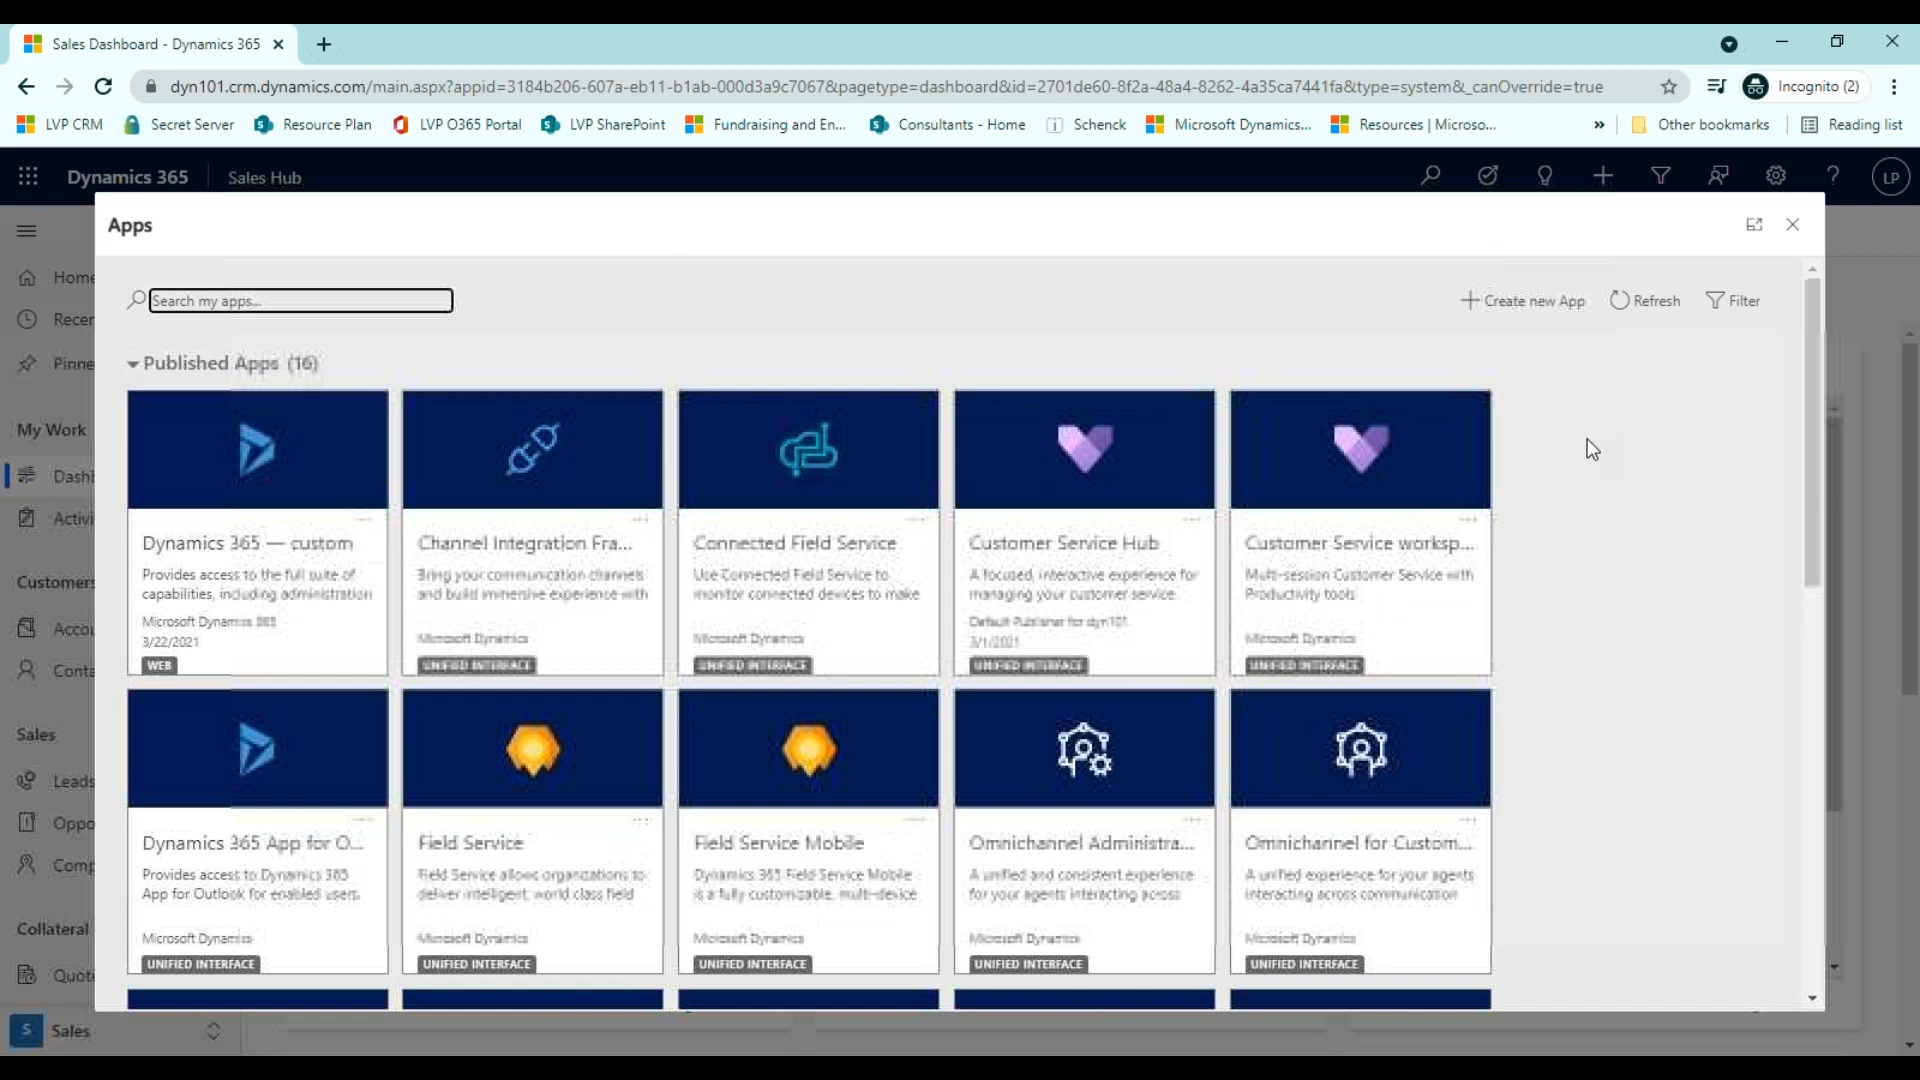 Sales Dashboard - Dynamics 365
dyn101.crm.dynamics.com/main.aspx?appid=3184b206-607a-eb11-b1ab-000d3a9c7067&pagetype=dashboard&id=2701de60-8f2a-48a4-8262-4a35ca7441fa&type=system&_canOverride=true
Incognito (2)
LVP CRM
Secret Server
Resource Plan
LVP O365 Portal
LVP SharePoint
Fundraising and En...
Consultants - Home
Schenck
Microsoft Dynamics...
Resources | Microso...
Other bookmarks
Reading list
Dynamics 365
Sales Hub
LP
Apps
Home
Recen
Pinne
My Work
Dashb
Activi
Customers
Accou
Conta
Sales
Leads
Oppo
Comp
Collateral
Quote
S
Sales
Search my apps...
Create new App
Refresh
Filter
Published Apps (16)
Dynamics 365 — custom
Provides access to the full suite of
capabilities, including administration
Microsoft Dynamics 365
3/22/2021
WEB
Channel Integration Fra...
Bring your communication channels
and build immersive experience with
Microsoft Dynamics
UNIFIED INTERFACE
Connected Field Service
Use Connected Field Service to
monitor connected devices to make
Microsoft Dynamics
UNIFIED INTERFACE
Customer Service Hub
A focused, interactive experience for
managing your customer service.
Default Publisher for dyn101
3/1/2021
UNIFIED INTERFACE
Customer Service worksp...
Multi-session Customer Service with
Productivity tools
Microsoft Dynamics
UNIFIED INTERFACE
Dynamics 365 App for O...
Provides access to Dynamics 365
App for Outlook for enabled users.
Microsoft Dynamics
UNIFIED INTERFACE
Field Service
Field Service allows organizations to
deliver intelligent, world class field
Microsoft Dynamics
UNIFIED INTERFACE
Field Service Mobile
Dynamics 365 Field Service Mobile
is a fully customizable, multi-device
Microsoft Dynamics
UNIFIED INTERFACE
Omnichannel Administra...
A unified and consistent experience
for your agents interacting across
Microsoft Dynamics
UNIFIED INTERFACE
Omnichannel for Custom...
A unified experience for your agents
interacting across communication
Microsoft Dynamics
UNIFIED INTERFACE